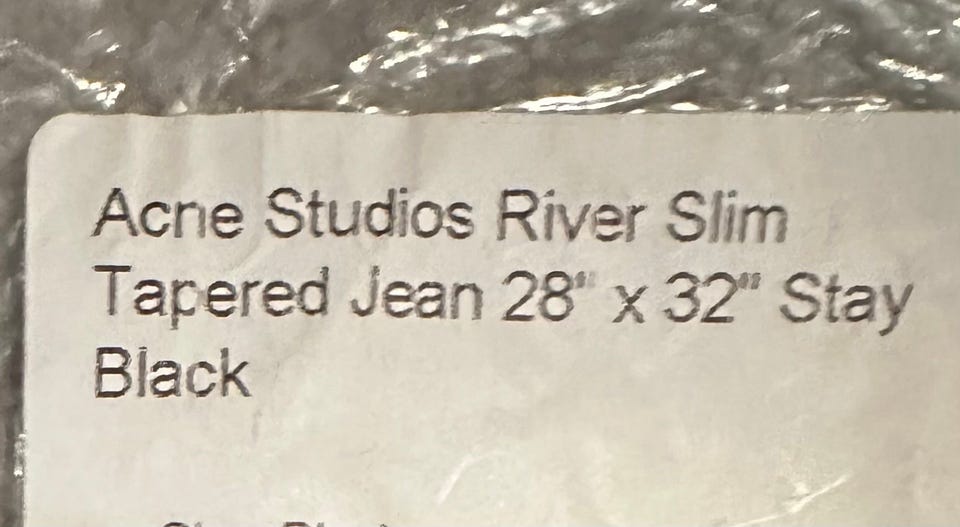 Acne Studios River Slim
Tapered Jean 28" x 32" Stay
Black